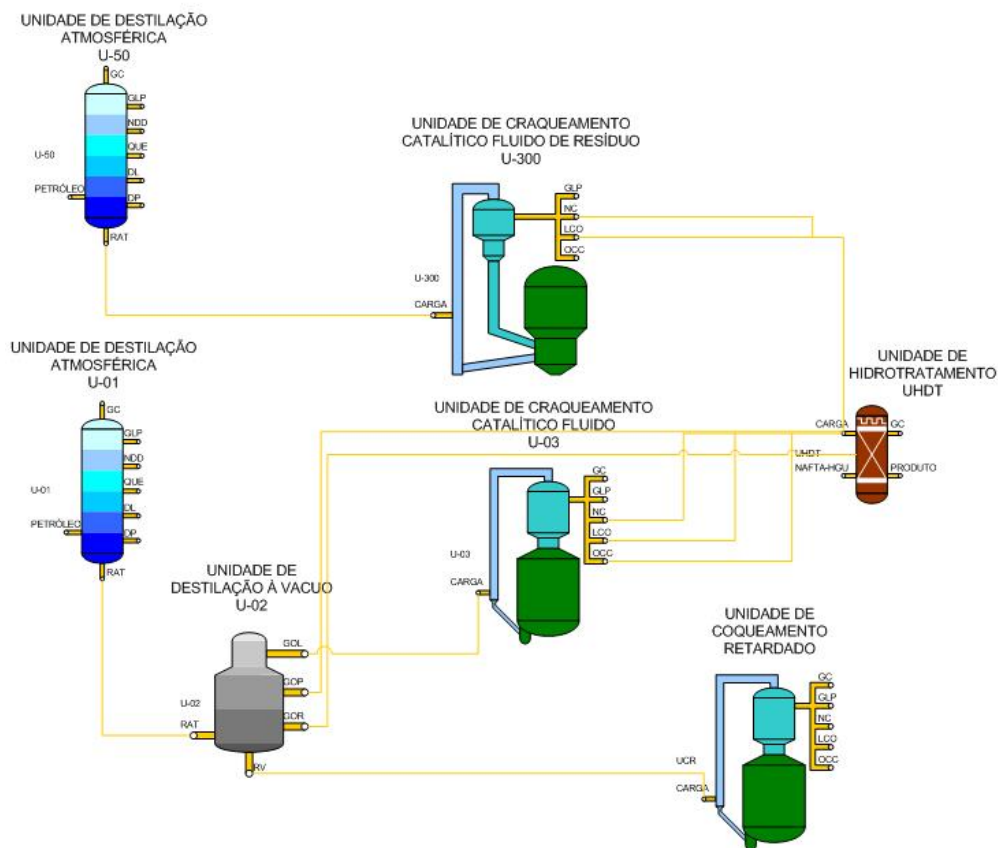 UNIDADE DE DESTILAÇÃO
ATMOSFÉRICA
U-50
GC
GLP
NDD
QUE
U-50
DL
PETRÓLEO
DP
RAT
UNIDADE DE CRAQUEAMENTO
CATALÍTICO FLUIDO DE RESÍDUO
U-300
GLP
NC
LCO
OCC
U-300
CARGA
UNIDADE DE DESTILAÇÃO
ATMOSFÉRICA
U-01
GC
GLP
NDD
QUE
U-01
DL
PETRÓLEO
DP
RAT
UNIDADE DE CRAQUEAMENTO
CATALÍTICO FLUIDO
U-03
GC
GLP
NC
LCO
OCC
U-03
CARGA
UNIDADE DE
HIDROTRATAMENTO
UHDT
CARGA
GC
UHDT
NAFTA-HGU
PRODUTO
UNIDADE DE
DESTILAÇÃO À VACUO
U-02
GOL
GOP
U-02
GOR
RAT
RV
UNIDADE DE
COQUEAMENTO
RETARDADO
GC
GLP
NC
LCO
OCC
UCR
CARGA